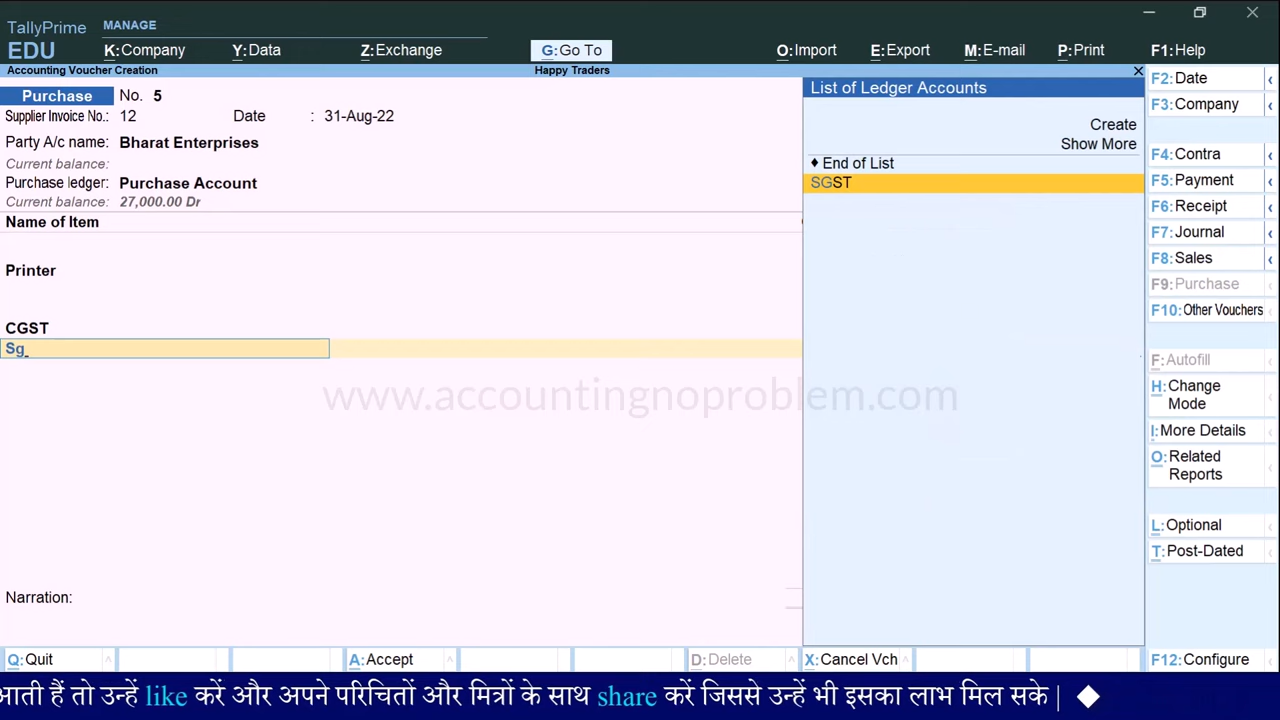 TallyPrime
EDU
MANAGE
K:Company
Y:Data
Z:Exchange
G:Go To
O:Import
E:Export
M:E-mail
P:Print
F1:Help
Accounting Voucher Creation
Happy Traders
Purchase No. 5
Supplier Invoice No.: 12 Date : 31-Aug-22
Party A/c name: Bharat Enterprises
Current balance:
Purchase ledger: Purchase Account
Current balance: 27,000.00 Dr
Name of Item
Printer
CGST
Sg
Narration:
List of Ledger Accounts
Create
Show More
♦ End of List
SGST
F2:Date
F3:Company
F4:Contra
F5:Payment
F6:Receipt
F7:Journal
F8:Sales
F9:Purchase
F10:Other Vouchers
F:Autofill
H:Change
Mode
I:More Details
O:Related
Reports
L:Optional
T:Post-Dated
www.accountingnoproblem.com
Q:Quit
A:Accept
D:Delete
X:Cancel Vch
F12:Configure
आती हैं तो उन्हें like करें और अपने परिचितों और मित्रों के साथ share करें जिससे उन्हें भी इसका लाभ मिल सके | ◆